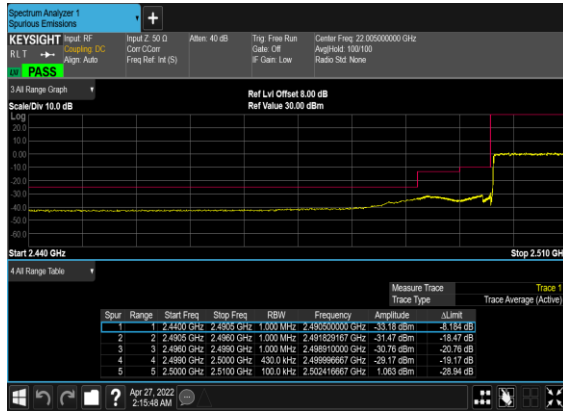 Spectrum Analyzer 1
Spurious Emissions
KEYSIGHT Input: RF Input Z: 50 Ω Atten: 40 dB Trig: Free Run Center Freq: 22.005000000 GHz
RLT Coupling: DC Corr CCorr Gate: Off Avg|Hold: 100/100
Align: Auto Freq Ref: Int (S) IF Gain: Low Radio Std: None
PASS
3 All Range Graph
Ref Lvl Offset 8.00 dB
Scale/Div 10.0 dB Ref Value 30.00 dBm
Log
20.0
10.0
0.00
-10.0
-20.0
-30.0
-40.0
-50.0
-60.0
Start 2.440 GHz Stop 2.510 GH
4 All Range Table
Measure Trace Trace 1
Trace Type Trace Average (Active)
Spur Range Start Freq Stop Freq RBW Frequency Amplitude ΔLimit
1 1 2.4400 GHz 2.4905 GHz 1.000 MHz 2.490500000 GHz -33.18 dBm -8.184 dB
2 2 2.4905 GHz 2.4960 GHz 1.000 MHz 2.491829167 GHz -31.47 dBm -18.47 dB
3 3 2.4960 GHz 2.4990 GHz 1.000 MHz 2.498910000 GHz -30.76 dBm -20.76 dB
4 4 2.4990 GHz 2.5000 GHz 430.0 kHz 2.499996667 GHz -29.17 dBm -19.17 dB
5 5 2.5000 GHz 2.5100 GHz 100.0 kHz 2.502416667 GHz 1.063 dBm -28.94 dB
Apr 27, 2022
2:15:48 AM